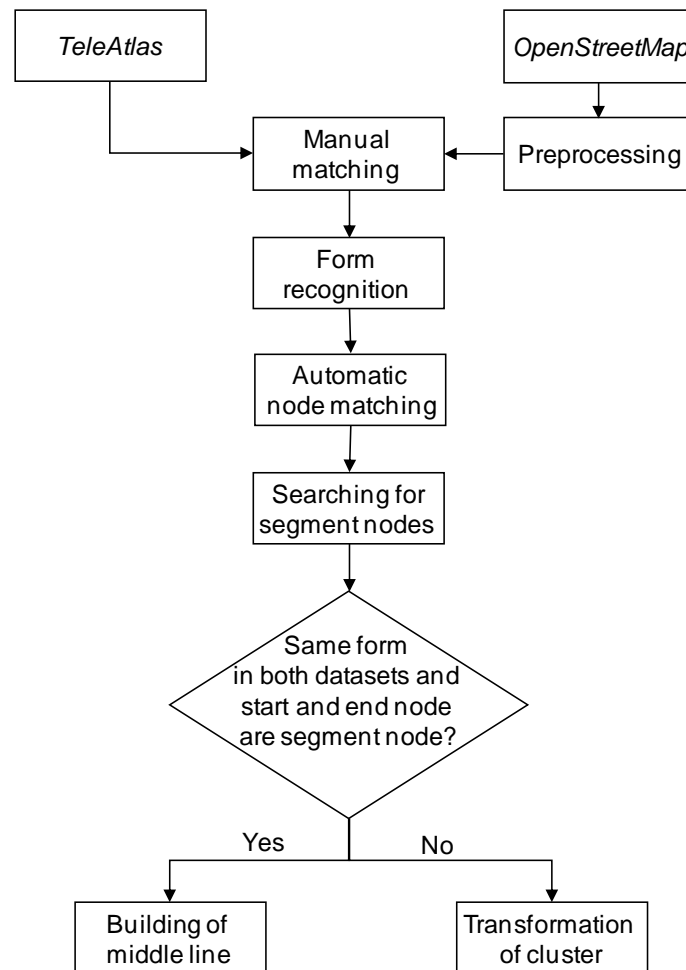 TeleAtlas
OpenStreetMap
Manual
matching
Preprocessing
Form
recognition
Automatic
node matching
Searching for
segment nodes
Same form
in both datasets and
start and end node
are segment node?
Yes
No
Building of
middle line
Transformation
of cluster